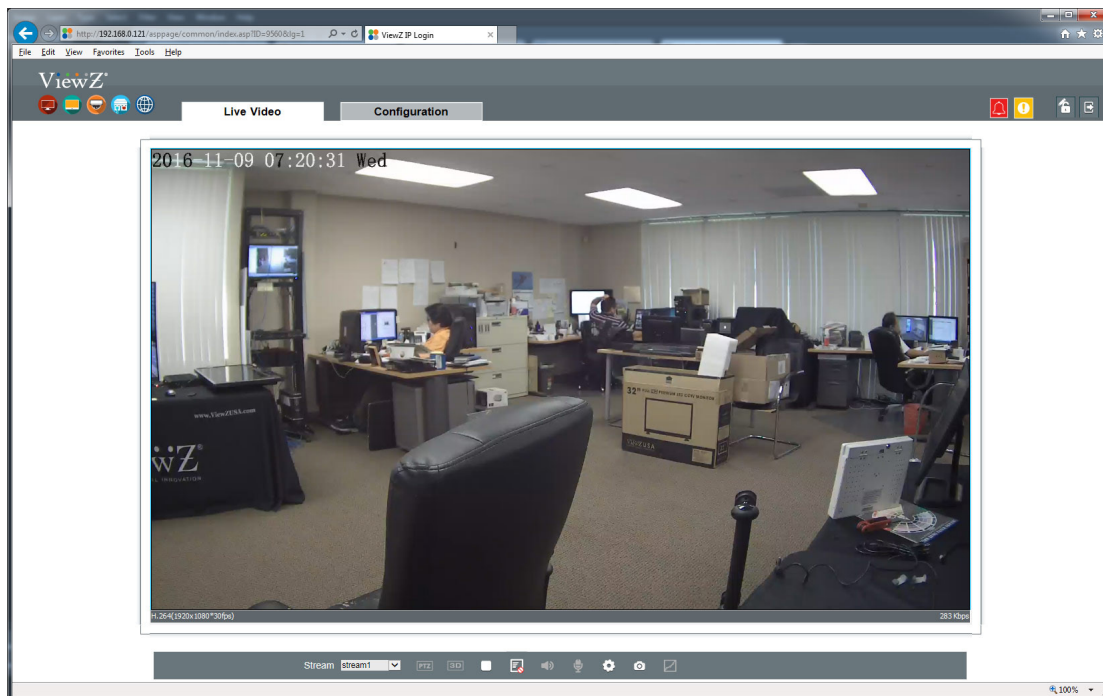 http://192.168.0.121/asppage/common/index.asp?ID=9560&lg=1
ViewZ IP Login
File Edit View Favorites Tools Help
ViewZ
Live Video Configuration
2016-11-09 07:20:31 Wed
www.ViewZUSA.com
wZ
INNOVATION
32"
H.264(1920x1080*30fps) 283 Kbps
Stream stream1 PTZ 3D
100%